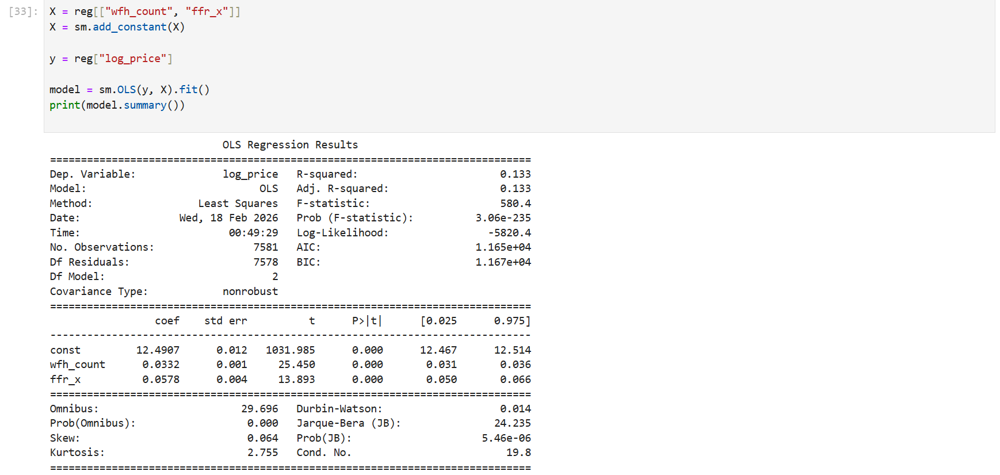 [33]: X = reg[["wfh_count", "ffr_x"]]
X = sm.add_constant(X)
y = reg["log_price"]
model = sm.OLS(y, X).fit()
print(model.summary())
OLS Regression Results
==============================================================================
Dep. Variable: log_price R-squared: 0.133
Model: OLS Adj. R-squared: 0.133
Method: Least Squares F-statistic: 580.4
Date: Wed, 18 Feb 2026 Prob (F-statistic): 3.06e-235
Time: 00:49:29 Log-Likelihood: -5820.4
No. Observations: 7581 AIC: 1.165e+04
Df Residuals: 7578 BIC: 1.167e+04
Df Model: 2
Covariance Type: nonrobust
==============================================================================
coef std err t P>|t| [0.025 0.975]
------------------------------------------------------------------------------
const 12.4907 0.012 1031.985 0.000 12.467 12.514
wfh_count 0.0332 0.001 25.450 0.000 0.031 0.036
ffr_x 0.0578 0.004 13.893 0.000 0.050 0.066
==============================================================================
Omnibus: 29.696 Durbin-Watson: 0.014
Prob(Omnibus): 0.000 Jarque-Bera (JB): 24.235
Skew: 0.064 Prob(JB): 5.46e-06
Kurtosis: 2.755 Cond. No. 19.8
==============================================================================